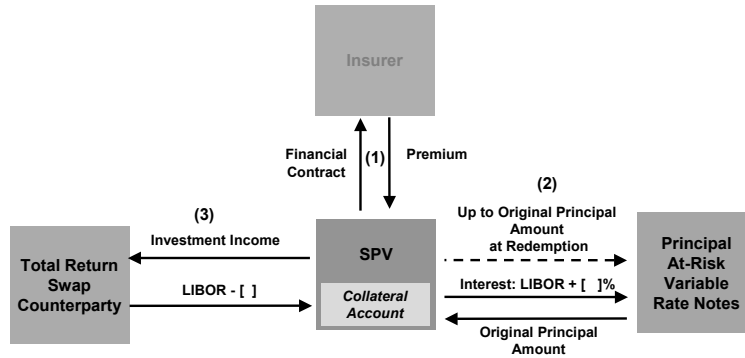 Insurer
Financial
Contract
(1)
Premium
(3)
Investment Income
(2)
Up to Original Principal
Amount
at Redemption
Total Return
Swap
Counterparty
LIBOR - [ ]
SPV
Collateral
Account
Interest: LIBOR + [ ]%
Original Principal
Amount
Principal
At-Risk
Variable
Rate Notes